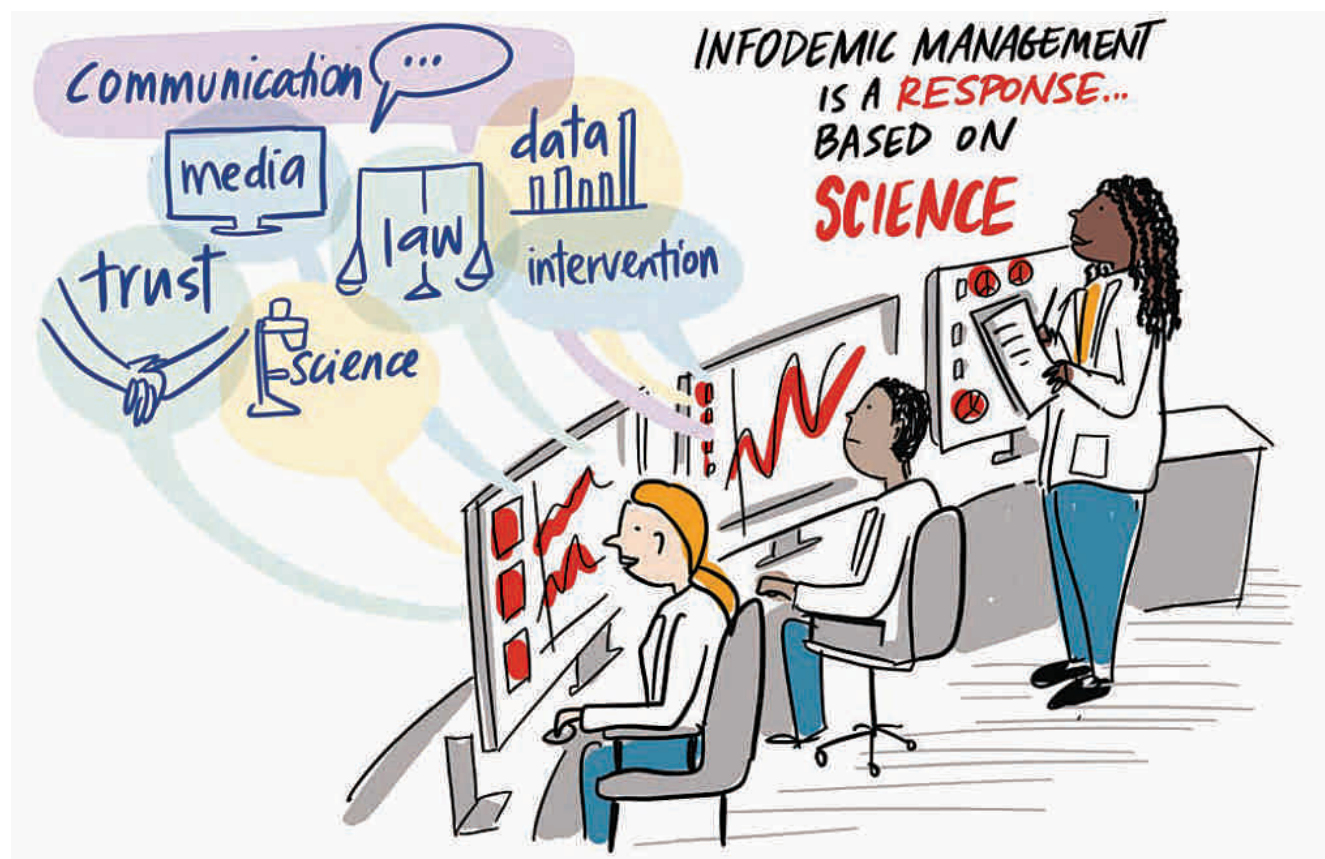 communication
media
data
law
trust
intervention
science
INFODEMIC MANAGEMENT
IS A RESPONSE...
BASED ON
SCIENCE